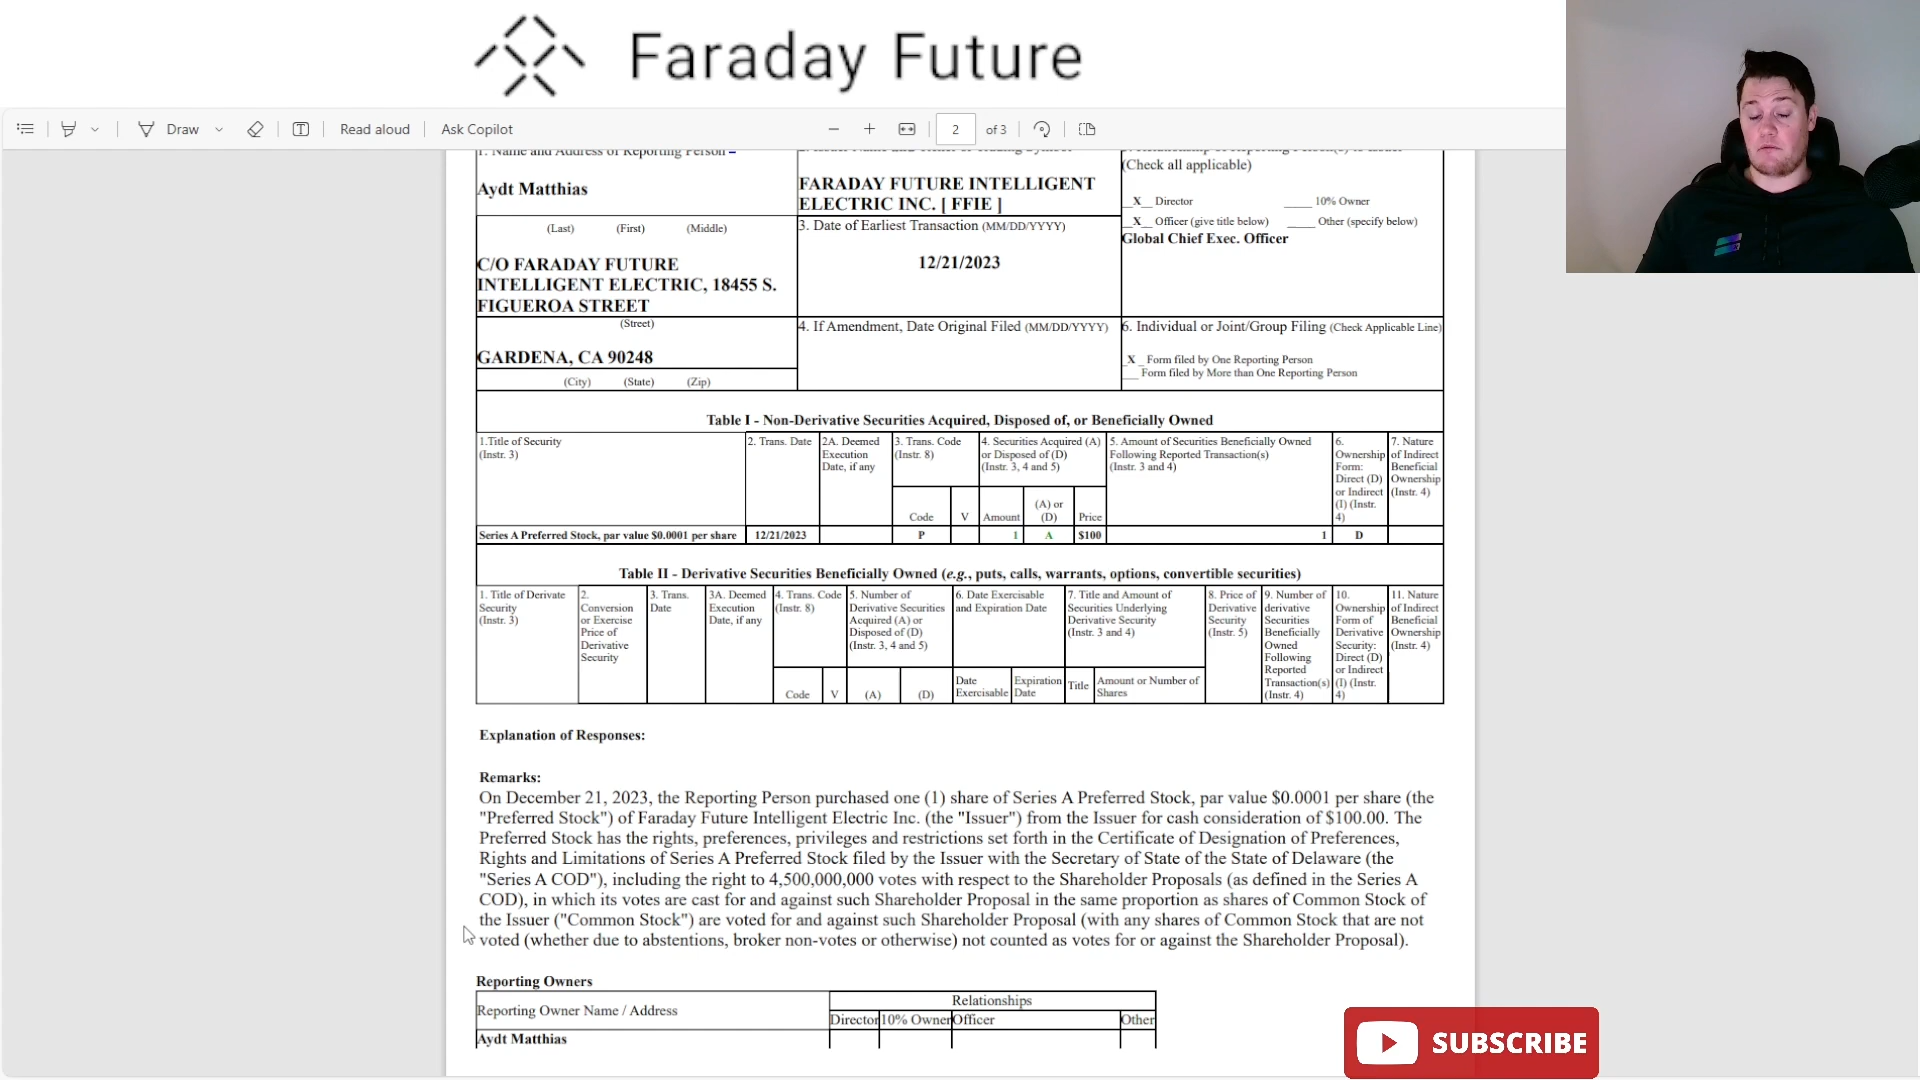 Faraday Future
Draw
Read aloud
Ask Copilot
2 of 3
1. Name and Address of Reporting Person
Aydt Matthias
(Last) (First) (Middle)
C/O FARADAY FUTURE
INTELLIGENT ELECTRIC, 18455 S.
FIGUEROA STREET
(Street)
GARDENA, CA 90248
(City) (State) (Zip)
FARADAY FUTURE INTELLIGENT
ELECTRIC INC. [ FFIE ]
3. Date of Earliest Transaction (MM/DD/YYYY)
12/21/2023
4. If Amendment, Date Original Filed (MM/DD/YYYY)
(Check all applicable)
__X__ Director _____ 10% Owner
__X__ Officer (give title below) _____ Other (specify below)
Global Chief Exec. Officer
6. Individual or Joint/Group Filing (Check Applicable Line)
_X_ Form filed by One Reporting Person
___ Form filed by More than One Reporting Person
Table I - Non-Derivative Securities Acquired, Disposed of, or Beneficially Owned
1.Title of Security
(Instr. 3)
2. Trans. Date
2A. Deemed
Execution
Date, if any
3. Trans. Code
(Instr. 8)
Code V
4. Securities Acquired (A)
or Disposed of (D)
(Instr. 3, 4 and 5)
Amount
(A) or
(D)
Price
5. Amount of Securities Beneficially Owned
Following Reported Transaction(s)
(Instr. 3 and 4)
6.
Ownership
Form:
Direct (D)
or Indirect
(I) (Instr.
4)
7. Nature
of Indirect
Beneficial
Ownership
(Instr. 4)
Series A Preferred Stock, par value $0.0001 per share 12/21/2023 P 1 A $100 1 D
Table II - Derivative Securities Beneficially Owned (e.g., puts, calls, warrants, options, convertible securities)
1. Title of Derivate
Security
(Instr. 3)
2.
Conversion
or Exercise
Price of
Derivative
Security
3. Trans.
Date
3A. Deemed
Execution
Date, if any
4. Trans. Code
(Instr. 8)
Code V
5. Number of
Derivative Securities
Acquired (A) or
Disposed of (D)
(Instr. 3, 4 and 5)
(A) (D)
6. Date Exercisable
and Expiration Date
Date
Exercisable
Expiration
Date
7. Title and Amount of
Securities Underlying
Derivative Security
(Instr. 3 and 4)
Title
Amount or Number of
Shares
8. Price of
Derivative
Security
(Instr. 5)
9. Number of
derivative
Securities
Beneficially
Owned
Following
Reported
Transaction(s)
(Instr. 4)
10.
Ownership
Form of
Derivative
Security:
Direct (D)
or Indirect
(I) (Instr.
4)
11. Nature
of Indirect
Beneficial
Ownership
(Instr. 4)
Explanation of Responses:
Remarks:
On December 21, 2023, the Reporting Person purchased one (1) share of Series A Preferred Stock, par value $0.0001 per share (the
"Preferred Stock") of Faraday Future Intelligent Electric Inc. (the "Issuer") from the Issuer for cash consideration of $100.00. The
Preferred Stock has the rights, preferences, privileges and restrictions set forth in the Certificate of Designation of Preferences,
Rights and Limitations of Series A Preferred Stock filed by the Issuer with the Secretary of State of the State of Delaware (the
"Series A COD"), including the right to 4,500,000,000 votes with respect to the Shareholder Proposals (as defined in the Series A
COD), in which its votes are cast for and against such Shareholder Proposal in the same proportion as shares of Common Stock of
the Issuer ("Common Stock") are voted for and against such Shareholder Proposal (with any shares of Common Stock that are not
voted (whether due to abstentions, broker non-votes or otherwise) not counted as votes for or against the Shareholder Proposal).
Reporting Owners
Reporting Owner Name / Address
Relationships
Director 10% Owner Officer Other
Aydt Matthias
SUBSCRIBE